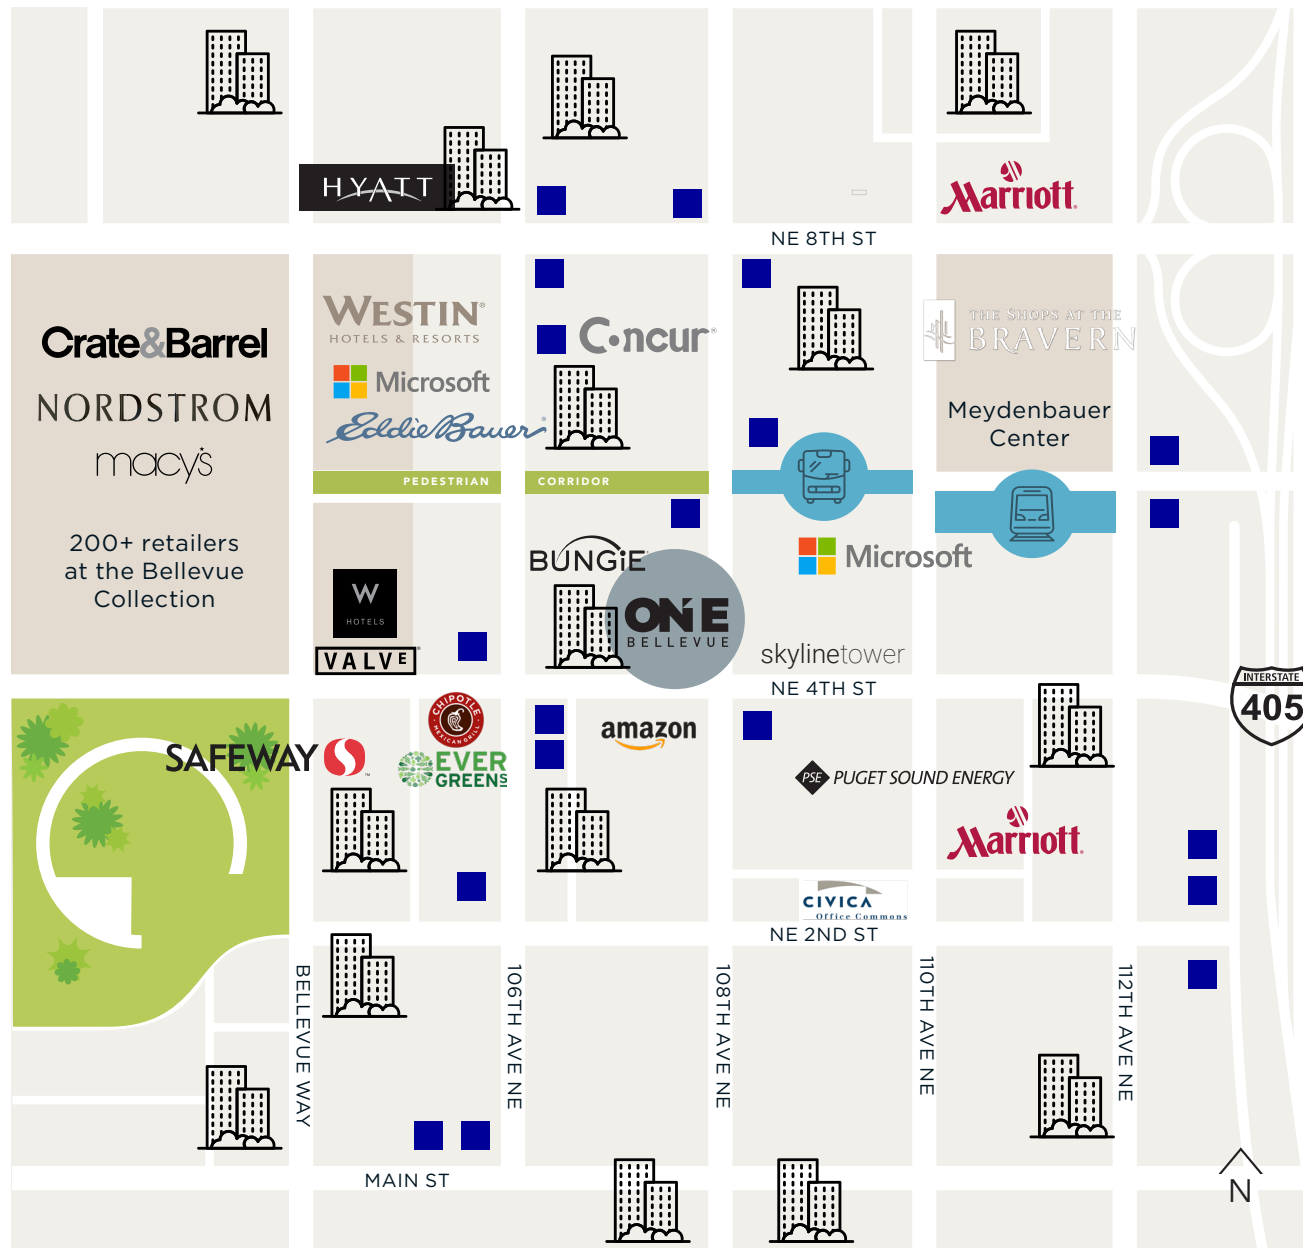 HYATT
Marriott
NE 8TH ST
Crate&Barrel
NORDSTROM
macy's
200+ retailers
at the Bellevue
Collection
WESTIN®
HOTELS & RESORTS
Microsoft
Eddie Bauer®
C•ncur®
THE SHOPS AT THE
BRAVERN
Meydenbauer
Center
PEDESTRIAN
CORRIDOR
BUNGiE
ONE
BELLEVUE
Microsoft
W
HOTELS
VALVE
skylinetower
NE 4TH ST
INTERSTATE
405
SAFEWAY
CHIPOTLE
MEXICAN GRILL
EVER
GREENS
amazon
PSE PUGET SOUND ENERGY
Marriott
CIVICA
Office Commons
NE 2ND ST
BELLEVUE WAY
106TH AVE NE
108TH AVE NE
110TH AVE NE
112TH AVE NE
MAIN ST
N